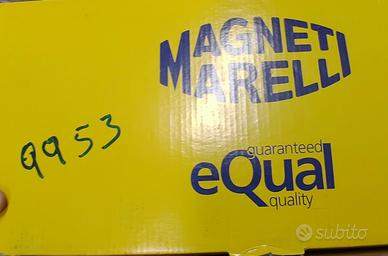 MAGNETI
MARELLI
9953
guaranteed
eQual
quality
subito